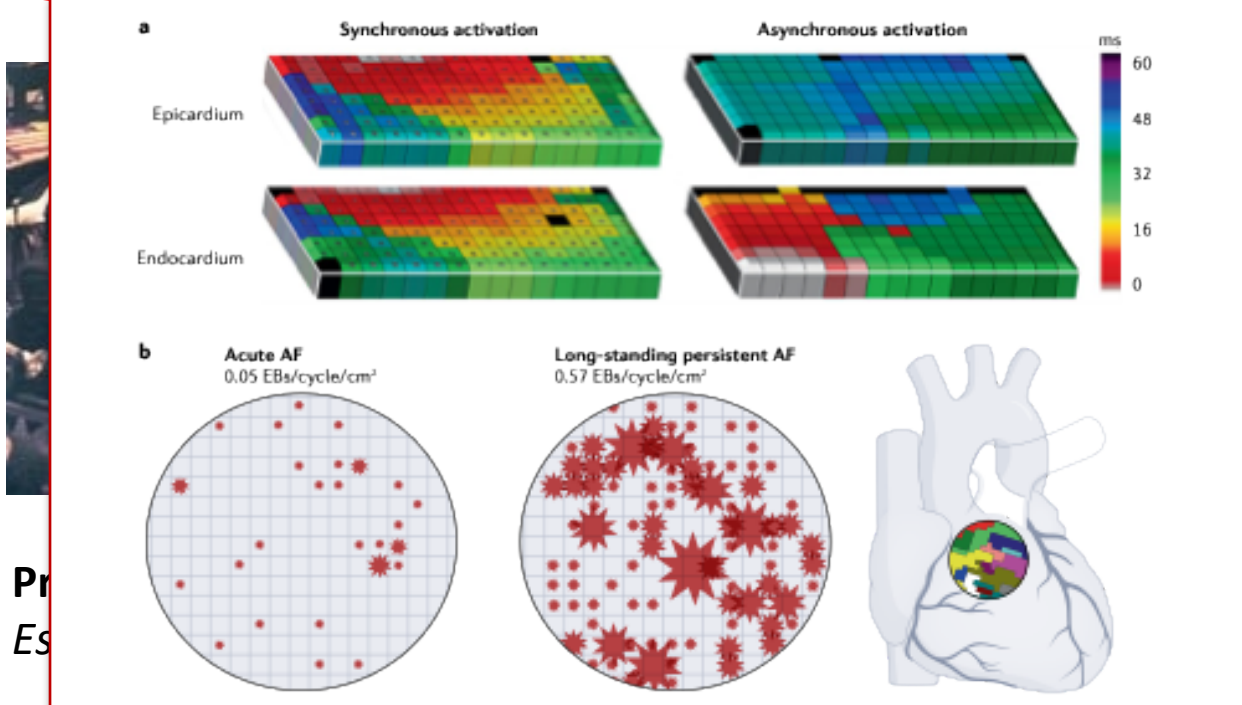 a
Synchronous activation
Asynchronous activation
ms
60
48
32
16
0
Epicardium
Endocardium
b
Acute AF
0.05 EBs/cycle/cm²
Long-standing persistent AF
0.57 EBs/cycle/cm²
Pr
Es